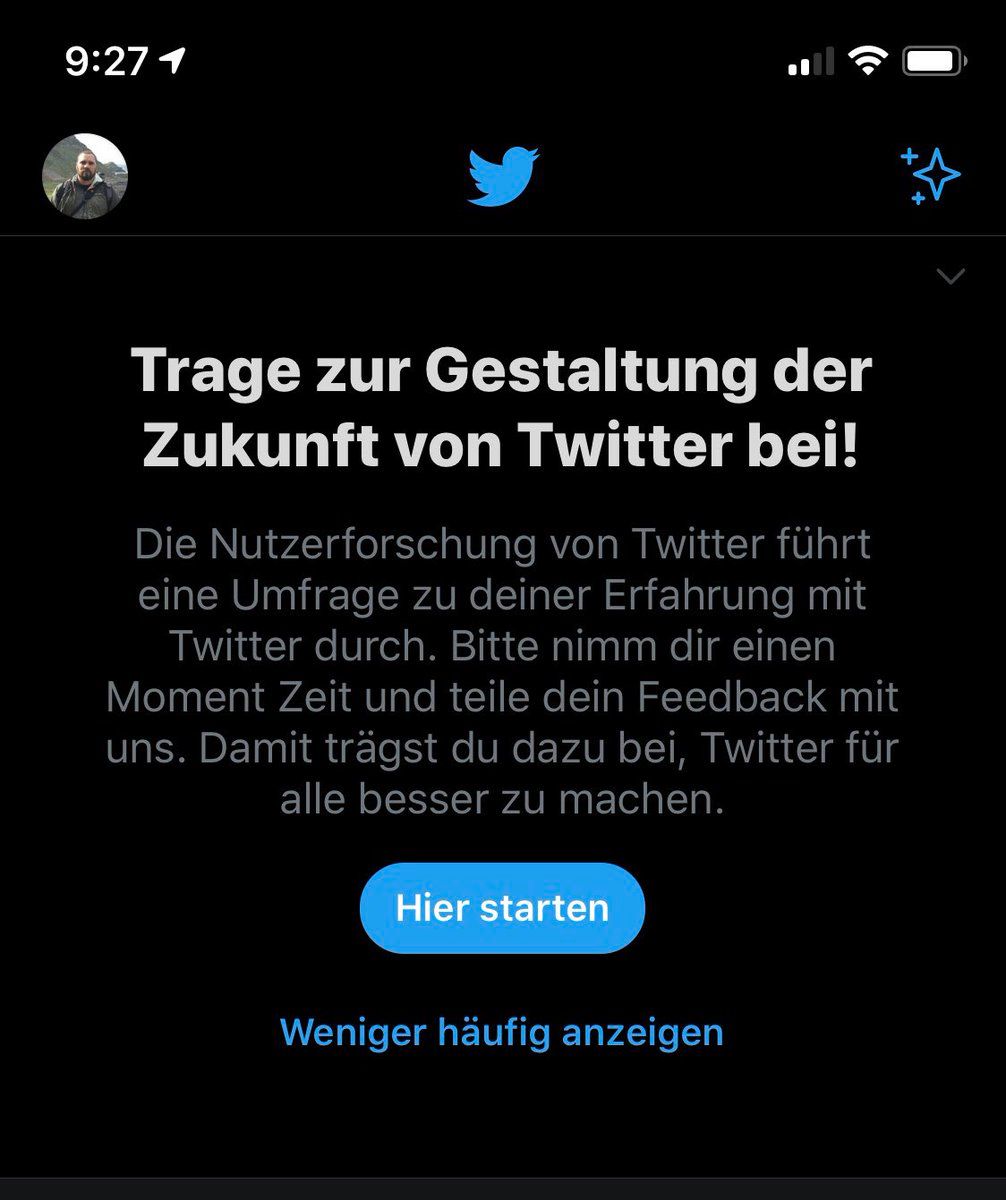 9:27
Trage zur Gestaltung der
Zukunft von Twitter bei!
Die Nutzerforschung von Twitter führt
eine Umfrage zu deiner Erfahrung mit
Twitter durch. Bitte nimm dir einen
Moment Zeit und teile dein Feedback mit
uns. Damit trägst du dazu bei, Twitter für
alle besser zu machen.
Hier starten
Weniger häufig anzeigen